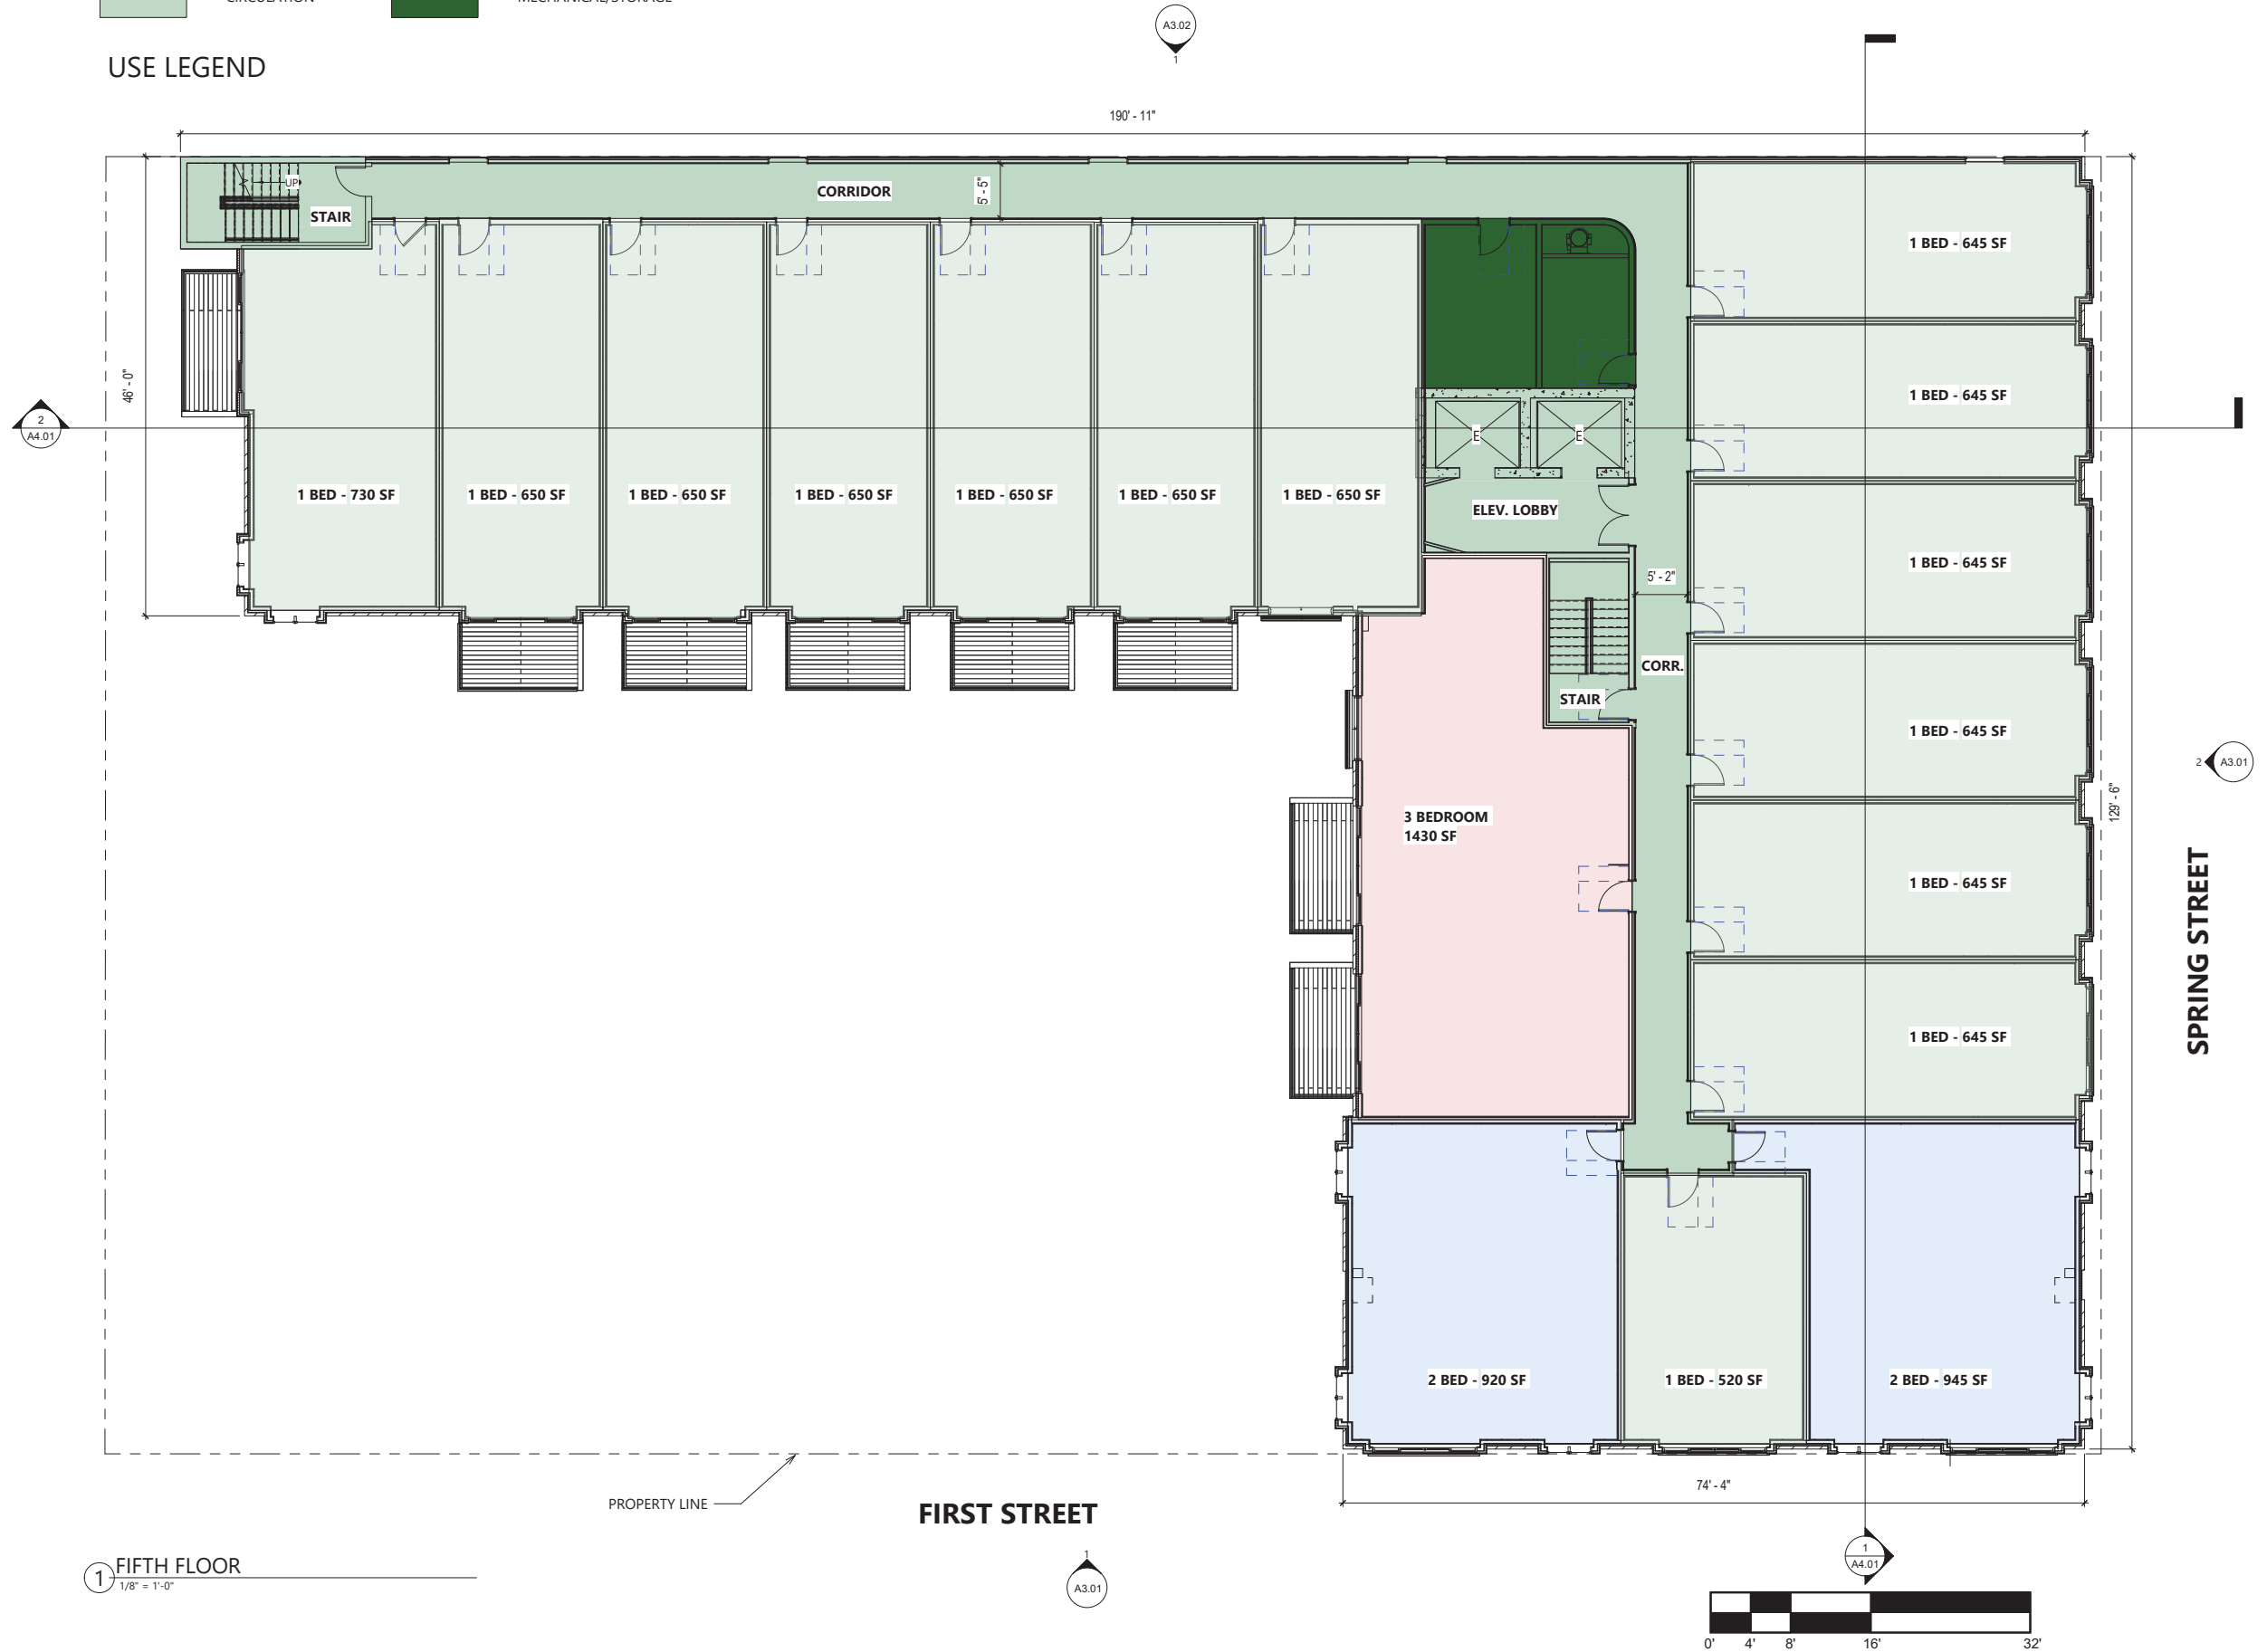 CIRCULATION
MECHANICAL/STORAGE
USE LEGEND
A3.02
1
190' - 11"
UP
STAIR
CORRIDOR
5' - 5"
46' - 0"
2
A4.01
1 BED - 730 SF
1 BED - 650 SF
1 BED - 650 SF
1 BED - 650 SF
1 BED - 650 SF
1 BED - 650 SF
1 BED - 650 SF
E
E
ELEV. LOBBY
5' - 2"
CORR.
STAIR
1 BED - 645 SF
1 BED - 645 SF
1 BED - 645 SF
1 BED - 645 SF
1 BED - 645 SF
1 BED - 645 SF
3 BEDROOM
1430 SF
2
A3.01
129' - 6"
SPRING STREET
2 BED - 920 SF
1 BED - 520 SF
2 BED - 945 SF
74' - 4"
PROPERTY LINE
FIRST STREET
1
A3.01
1
A4.01
1
FIFTH FLOOR
1/8" = 1'-0"
0' 4' 8' 16' 32'